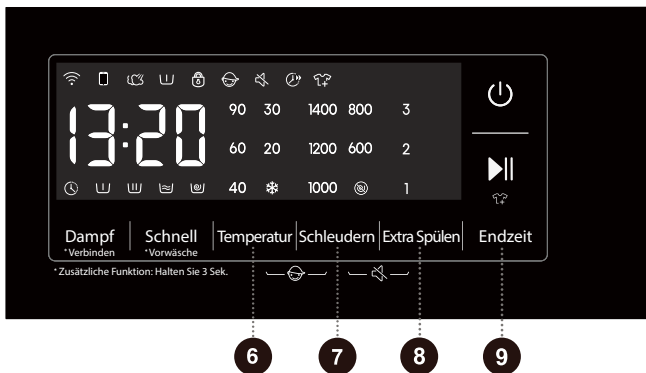 90 30 1400 800 3
13:20
60 20 1200 600 2
40 1000 1
Dampf Schnell Temperatur Schleudern Extra Spülen Endzeit
*Verbinden *Vorwäsche
*Zusätzliche Funktion: Halten Sie 3 Sek.
6 7 8 9